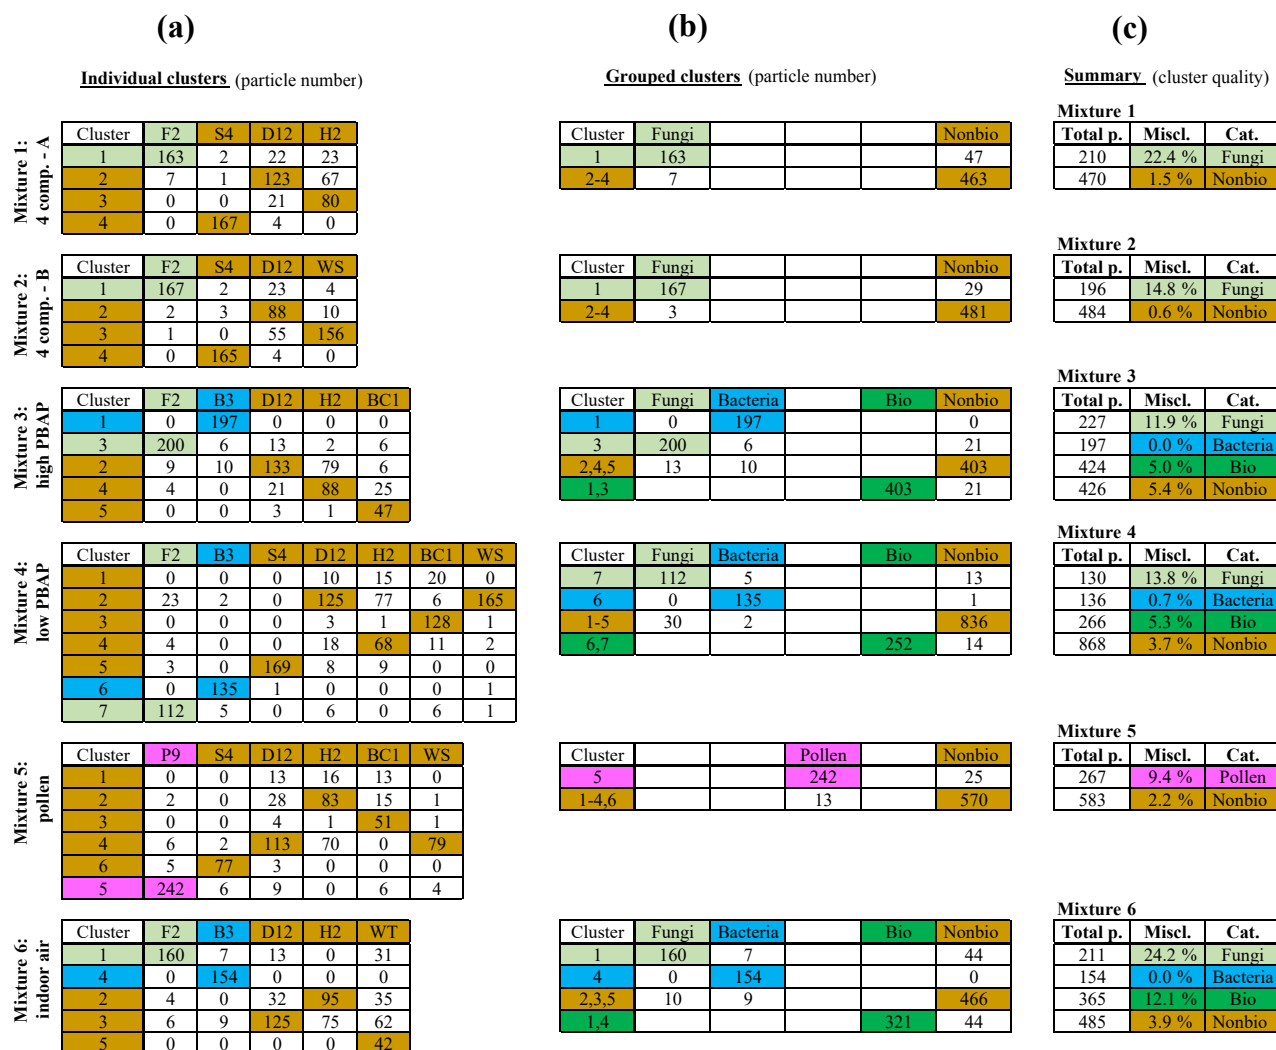 (a) (b) (c)
Individual clusters (particle number) Grouped clusters (particle number) Summary (cluster quality)
Mixture 1:
4 comp. - A
Cluster F2 S4 D12 H2
1 163 2 22 23
2 7 1 123 67
3 0 0 21 80
4 0 167 4 0
Cluster Fungi Nonbio
1 163 47
2-4 7 463
Mixture 1
Total p. Miscl. Cat.
210 22.4 % Fungi
470 1.5 % Nonbio
Mixture 2:
4 comp. - B
Cluster F2 S4 D12 WS
1 167 2 23 4
2 2 3 88 10
3 1 0 55 156
4 0 165 4 0
Cluster Fungi Nonbio
1 167 29
2-4 3 481
Mixture 2
Total p. Miscl. Cat.
196 14.8 % Fungi
484 0.6 % Nonbio
Mixture 3:
high PBAP
Cluster F2 B3 D12 H2 BC1
1 0 197 0 0 0
3 200 6 13 2 6
2 9 10 133 79 6
4 4 0 21 88 25
5 0 0 3 1 47
Cluster Fungi Bacteria Bio Nonbio
1 0 197 0
3 200 6 21
2,4,5 13 10 403
1,3 403 21
Mixture 3
Total p. Miscl. Cat.
227 11.9 % Fungi
197 0.0 % Bacteria
424 5.0 % Bio
426 5.4 % Nonbio
Mixture 4:
low PBAP
Cluster F2 B3 S4 D12 H2 BC1 WS
1 0 0 0 10 15 20 0
2 23 2 0 125 77 6 165
3 0 0 0 3 1 128 1
4 4 0 0 18 68 11 2
5 3 0 169 8 9 0 0
6 0 135 1 0 0 0 1
7 112 5 0 6 0 6 1
Cluster Fungi Bacteria Bio Nonbio
7 112 5 13
6 0 135 1
1-5 30 2 836
6,7 252 14
Mixture 4
Total p. Miscl. Cat.
130 13.8 % Fungi
136 0.7 % Bacteria
266 5.3 % Bio
868 3.7 % Nonbio
Mixture 5:
pollen
Cluster P9 S4 D12 H2 BC1 WS
1 0 0 13 16 13 0
2 2 0 28 83 15 1
3 0 0 4 1 51 1
4 6 2 113 70 0 79
6 5 77 3 0 0 0
5 242 6 9 0 6 4
Cluster Pollen Nonbio
5 242 25
1-4,6 13 570
Mixture 5
Total p. Miscl. Cat.
267 9.4 % Pollen
583 2.2 % Nonbio
Mixture 6:
indoor air
Cluster F2 B3 D12 H2 WT
1 160 7 13 0 31
4 0 154 0 0 0
2 4 0 32 95 35
3 6 9 125 75 62
5 0 0 0 0 42
Cluster Fungi Bacteria Bio Nonbio
1 160 7 44
4 0 154 0
2,3,5 10 9 466
1,4 321 44
Mixture 6
Total p. Miscl. Cat.
211 24.2 % Fungi
154 0.0 % Bacteria
365 12.1 % Bio
485 3.9 % Nonbio